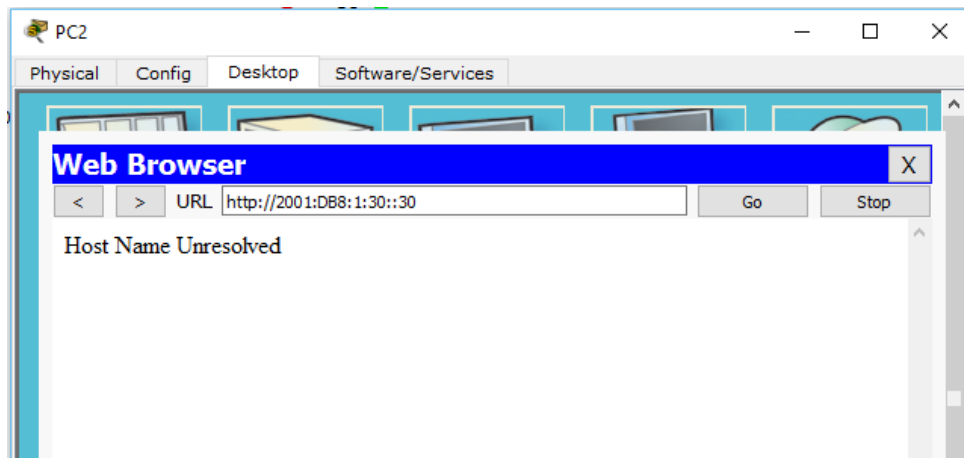 PC2
Physical Config Desktop Software/Services
Web Browser
X
< > URL http://2001:DB8:1:30::30 Go Stop
Host Name Unresolved